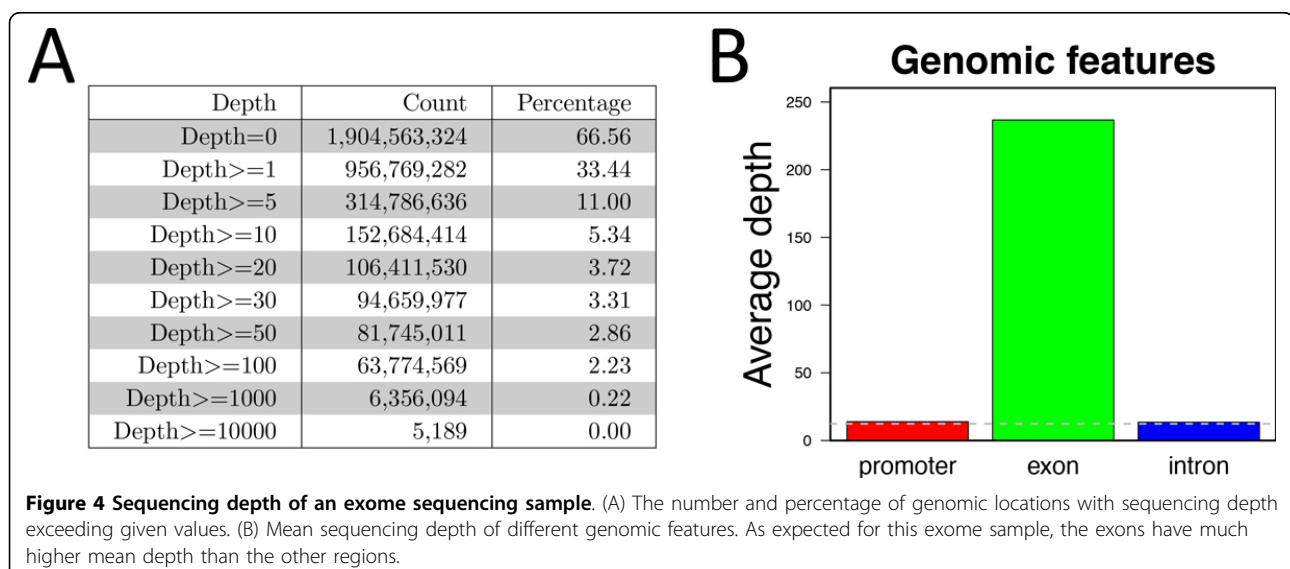 A
Depth Count Percentage
Depth=0 1,904,563,324 66.56
Depth>=1 956,769,282 33.44
Depth>=5 314,786,636 11.00
Depth>=10 152,684,414 5.34
Depth>=20 106,411,530 3.72
Depth>=30 94,659,977 3.31
Depth>=50 81,745,011 2.86
Depth>=100 63,774,569 2.23
Depth>=1000 6,356,094 0.22
Depth>=10000 5,189 0.00
B
Genomic features
Average depth
250
200
150
100
50
0
promoter exon intron
Figure 4 Sequencing depth of an exome sequencing sample. (A) The number and percentage of genomic locations with sequencing depth
exceeding given values. (B) Mean sequencing depth of different genomic features. As expected for this exome sample, the exons have much
higher mean depth than the other regions.